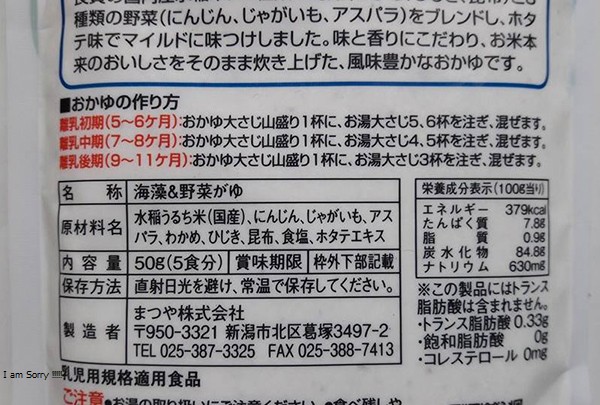 種類の野菜(にんじん、じゃがいも、アスパラ)をブレンドし、ホタ
テ味でマイルドに味つけしました。味と香りにこだわり、お米本
来のおいしさをそのまま炊き上げた、風味豊かなおかゆです。
■おかゆの作り方
離乳初期(5〜6ケ月):おかゆ大さじ山盛り1杯に、お湯大さじ5、6杯を注ぎ、混ぜます。
離乳中期(7〜8ケ月):おかゆ大さじ山盛り1杯に、お湯大さじ4、5杯を注ぎ、混ぜます。
離乳後期(9〜11ケ月):おかゆ大さじ山盛り1杯に、お湯大さじ3杯を注ぎ、混ぜます。
名称 海藻&野菜がゆ
原材料名 水稲うるち米(国産)、にんじん、じゃがいも、アス
パラ、わかめ、ひじき、昆布、食塩、ホタテエキス
内容量 50g(5食分) 賞味期限 枠外下部記載
保存方法 直射日光を避け、常温で保存してください。
製造者 まつや株式会社
〒950-3321 新潟市北区葛塚3497-2
TEL 025-387-3325 FAX 025-388-7413
栄養成分表示(100g当り)
エネルギー 379kcal
たんぱく質 7.8g
脂質 0.9g
炭水化物 84.8g
ナトリウム 630mg
※この製品にはトランス
脂肪酸は含まれません。
・トランス脂肪酸 0.33g
・飽和脂肪酸 0g
・コレステロール 0mg
I am Sorry !!!!!
乳児用規格適用食品
ご注意 ●お湯の取り扱いにご注意ください。●食べ残しや